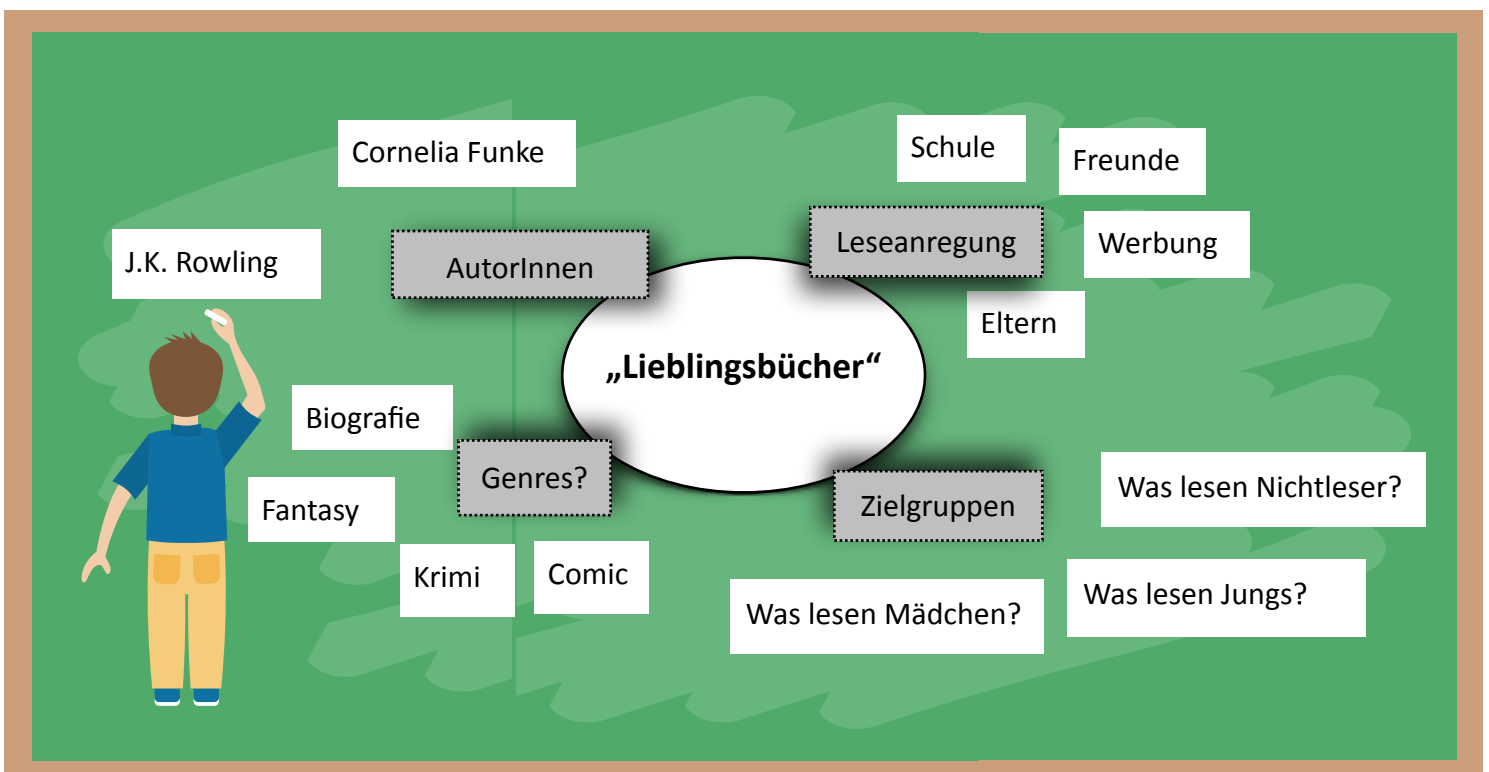 Cornelia Funke
Schule
Freunde
J.K. Rowling
AutorInnen
Leseanregung
Werbung
Eltern
„Lieblingsbücher“
Biografie
Genres?
Zielgruppen
Was lesen Nichtleser?
Fantasy
Krimi
Comic
Was lesen Mädchen?
Was lesen Jungs?